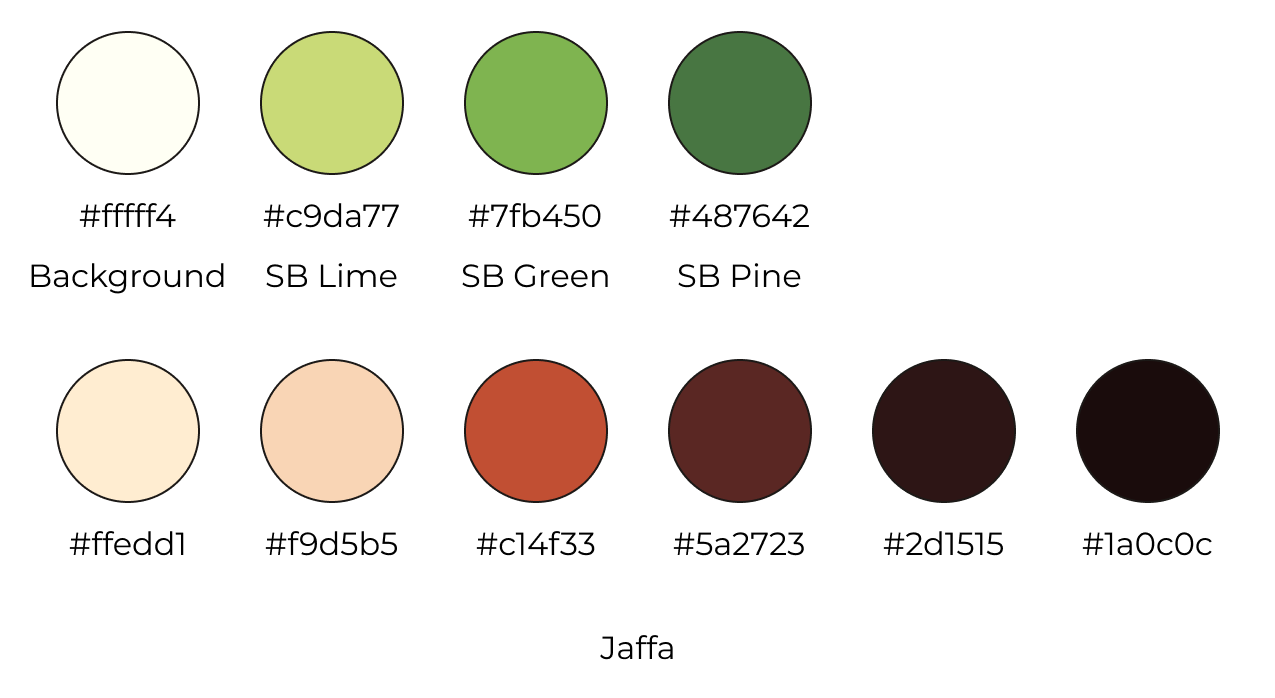 #fffff4 #c9da77 #7fb450 #487642
Background SB Lime SB Green SB Pine
#ffedd1 #f9d5b5 #c14f33 #5a2723 #2d1515 #1a0c0c
Jaffa